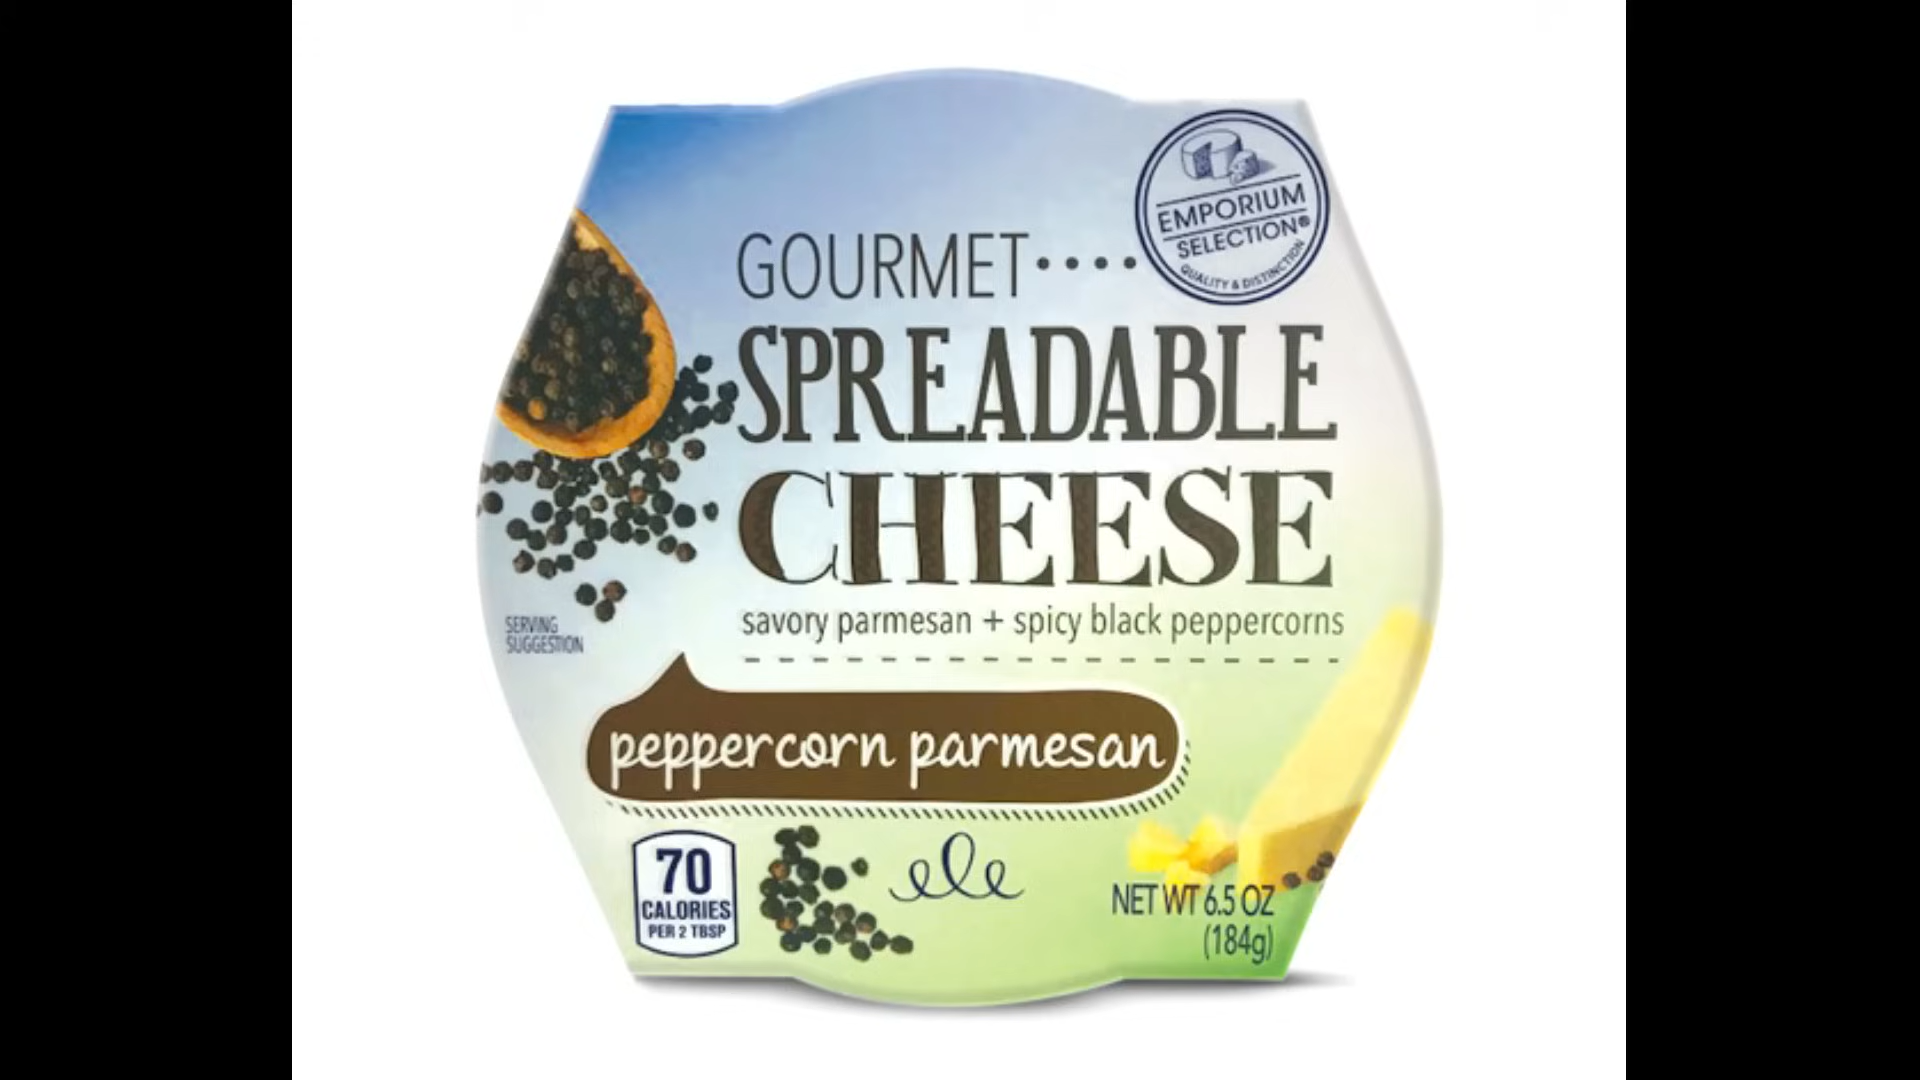 EMPORIUM
SELECTION®
QUALITY & DISTINCTION
GOURMET
SPREADABLE
CHEESE
savory parmesan + spicy black peppercorns
SERVING
SUGGESTION
peppercorn parmesan
70
CALORIES
PER 2 TBSP
ele
NET WT 6.5 OZ
(184g)